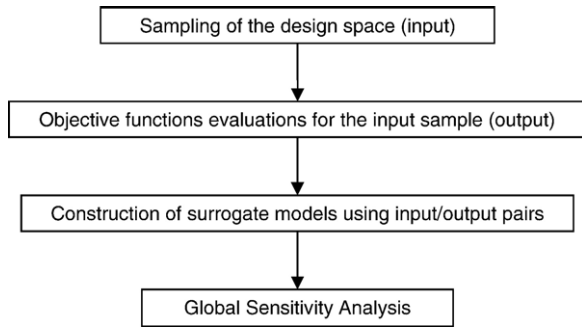 Sampling of the design space (input)
Objective functions evaluations for the input sample (output)
Construction of surrogate models using input/output pairs
Global Sensitivity Analysis